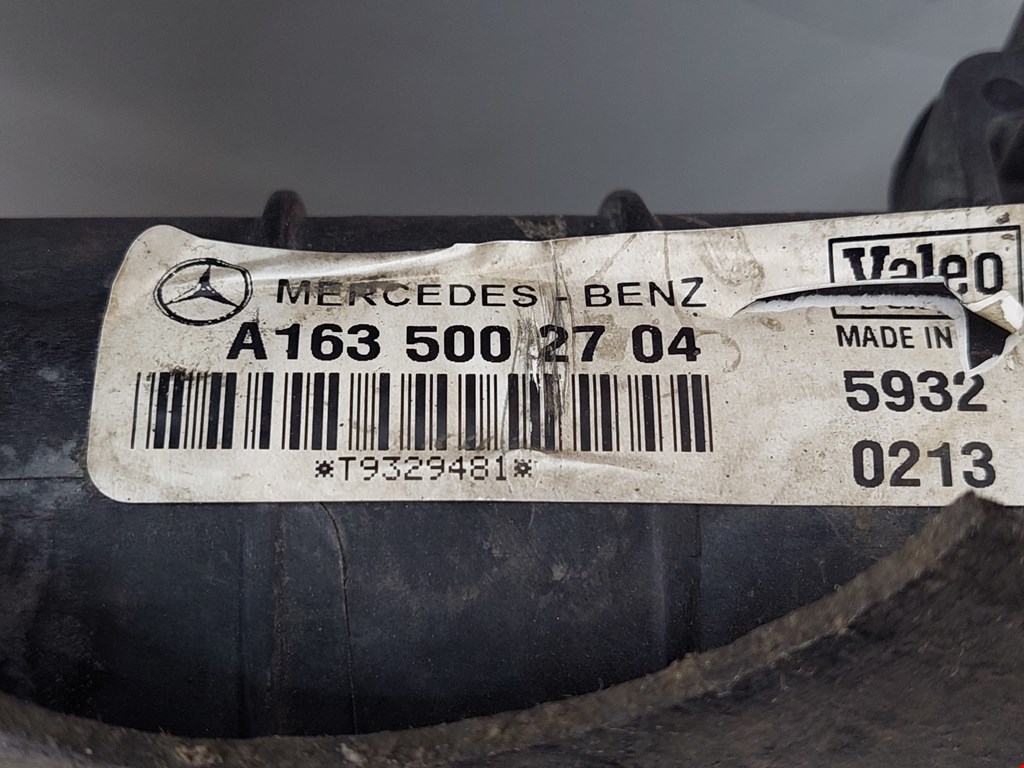 MERCEDES-BENZ
A163 500 27 04
*T9329481*
Valeo
MADE IN
5932
0213